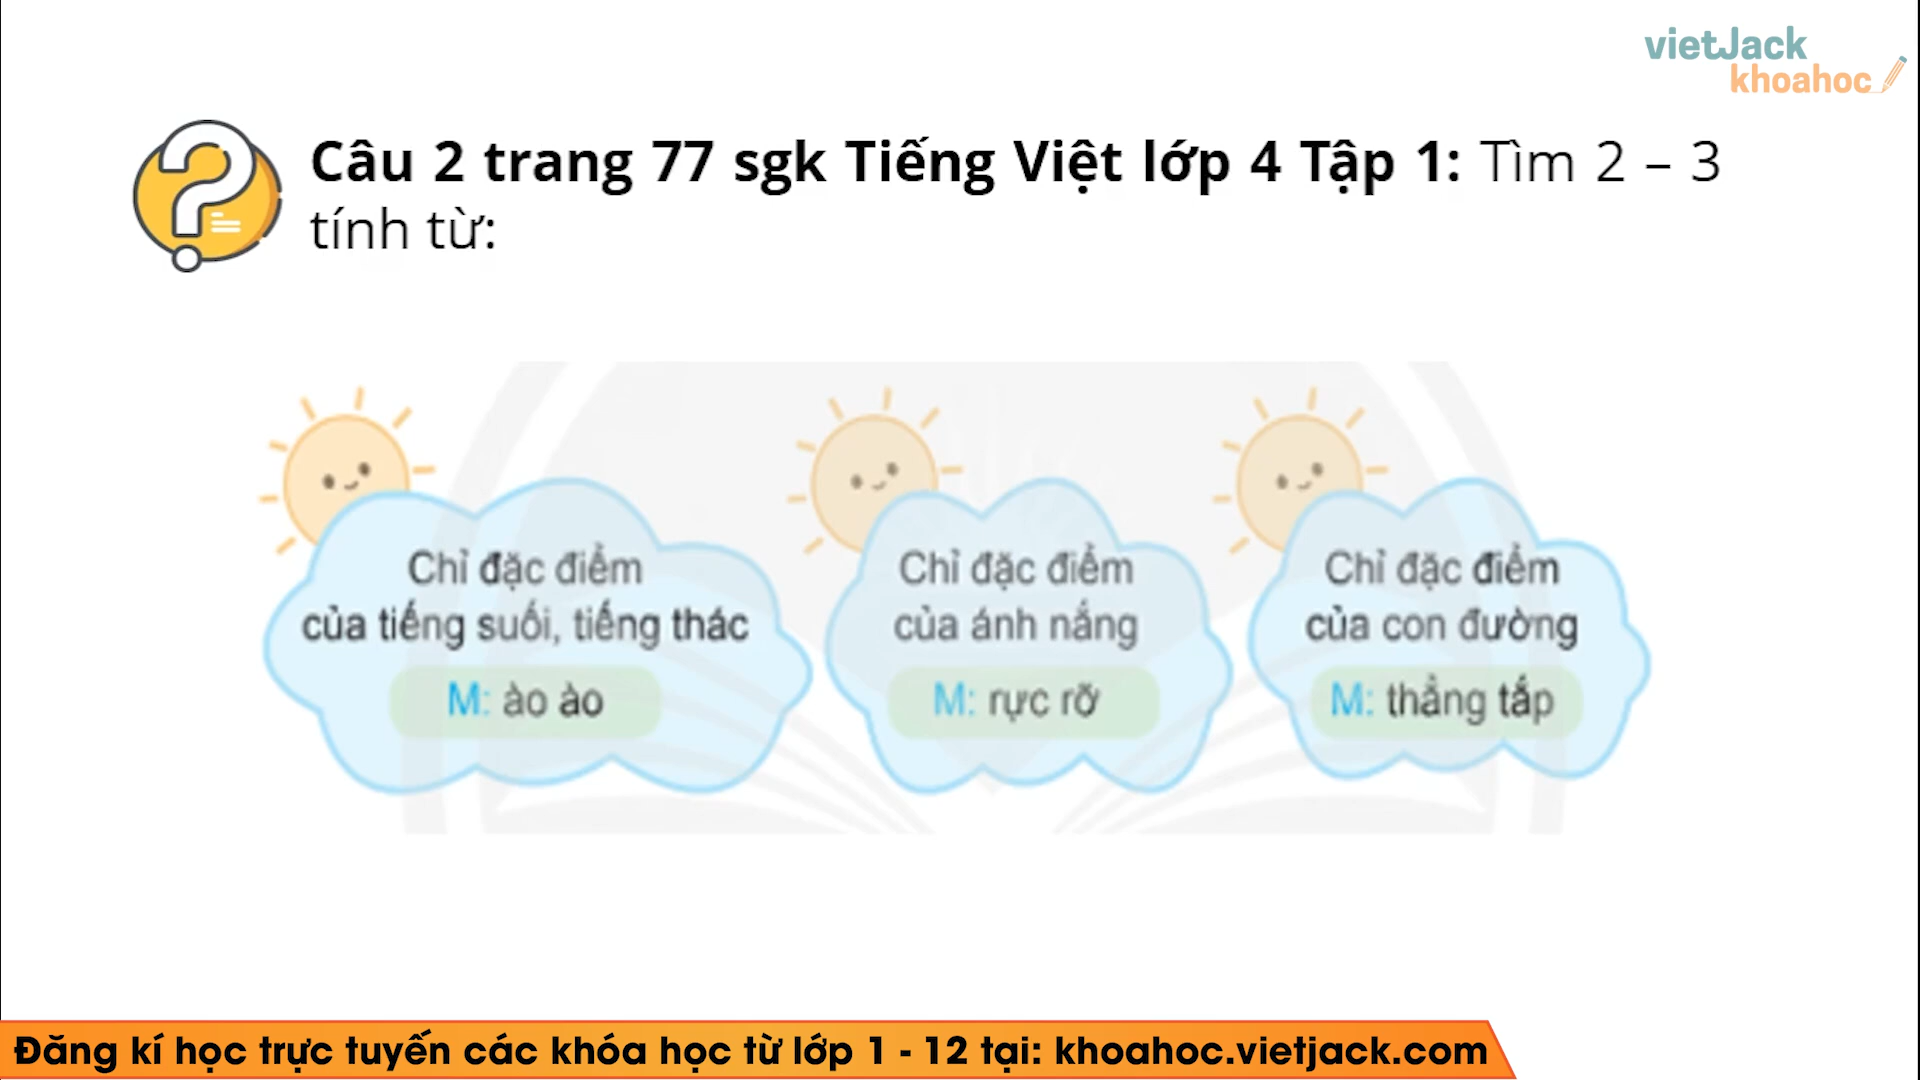 vietJack
khoahoc
Câu 2 trang 77 sgk Tiếng Việt lớp 4 Tập 1: Tìm 2 – 3
tính từ:
Chỉ đặc điểm
của tiếng suối, tiếng thác
M: ào ào
Chỉ đặc điểm
của ánh nắng
M: rực rỡ
Chỉ đặc điểm
của con đường
M: thẳng tắp
Đăng kí học trực tuyến các khóa học từ lớp 1 - 12 tại: khoahoc.vietjack.com